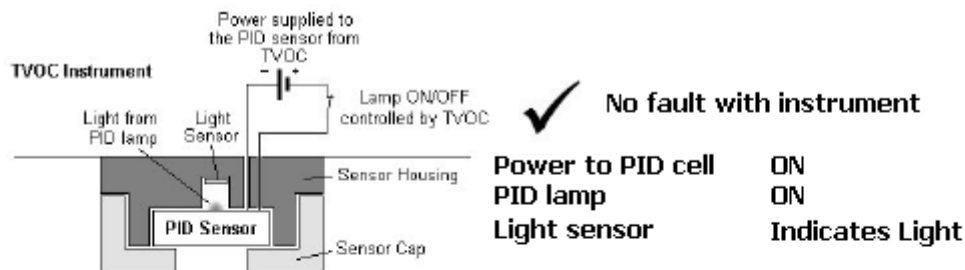 Power supplied to
the PID sensor from
TVOC
TVOC Instrument
- +
Lamp ON/OFF
controlled by TVOC
Light from
PID lamp
Light
Sensor
Sensor Housing
PID Sensor
Sensor Cap
No fault with instrument
Power to PID cell ON
PID lamp ON
Light sensor Indicates Light